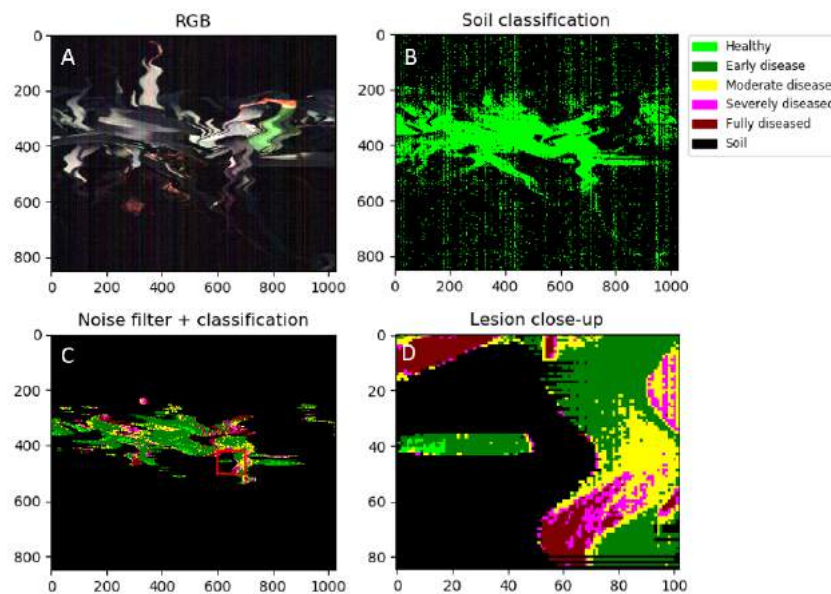 RGB
A
0
200
400
600
800
0 200 400 600 800 1000
Soil classification
B
0
200
400
600
800
0 200 400 600 800 1000
Healthy
Early disease
Moderate disease
Severely diseased
Fully diseased
Soil
Noise filter + classification
C
0
200
400
600
800
0 200 400 600 800 1000
Lesion close-up
D
0
20
40
60
80
0 20 40 60 80 100